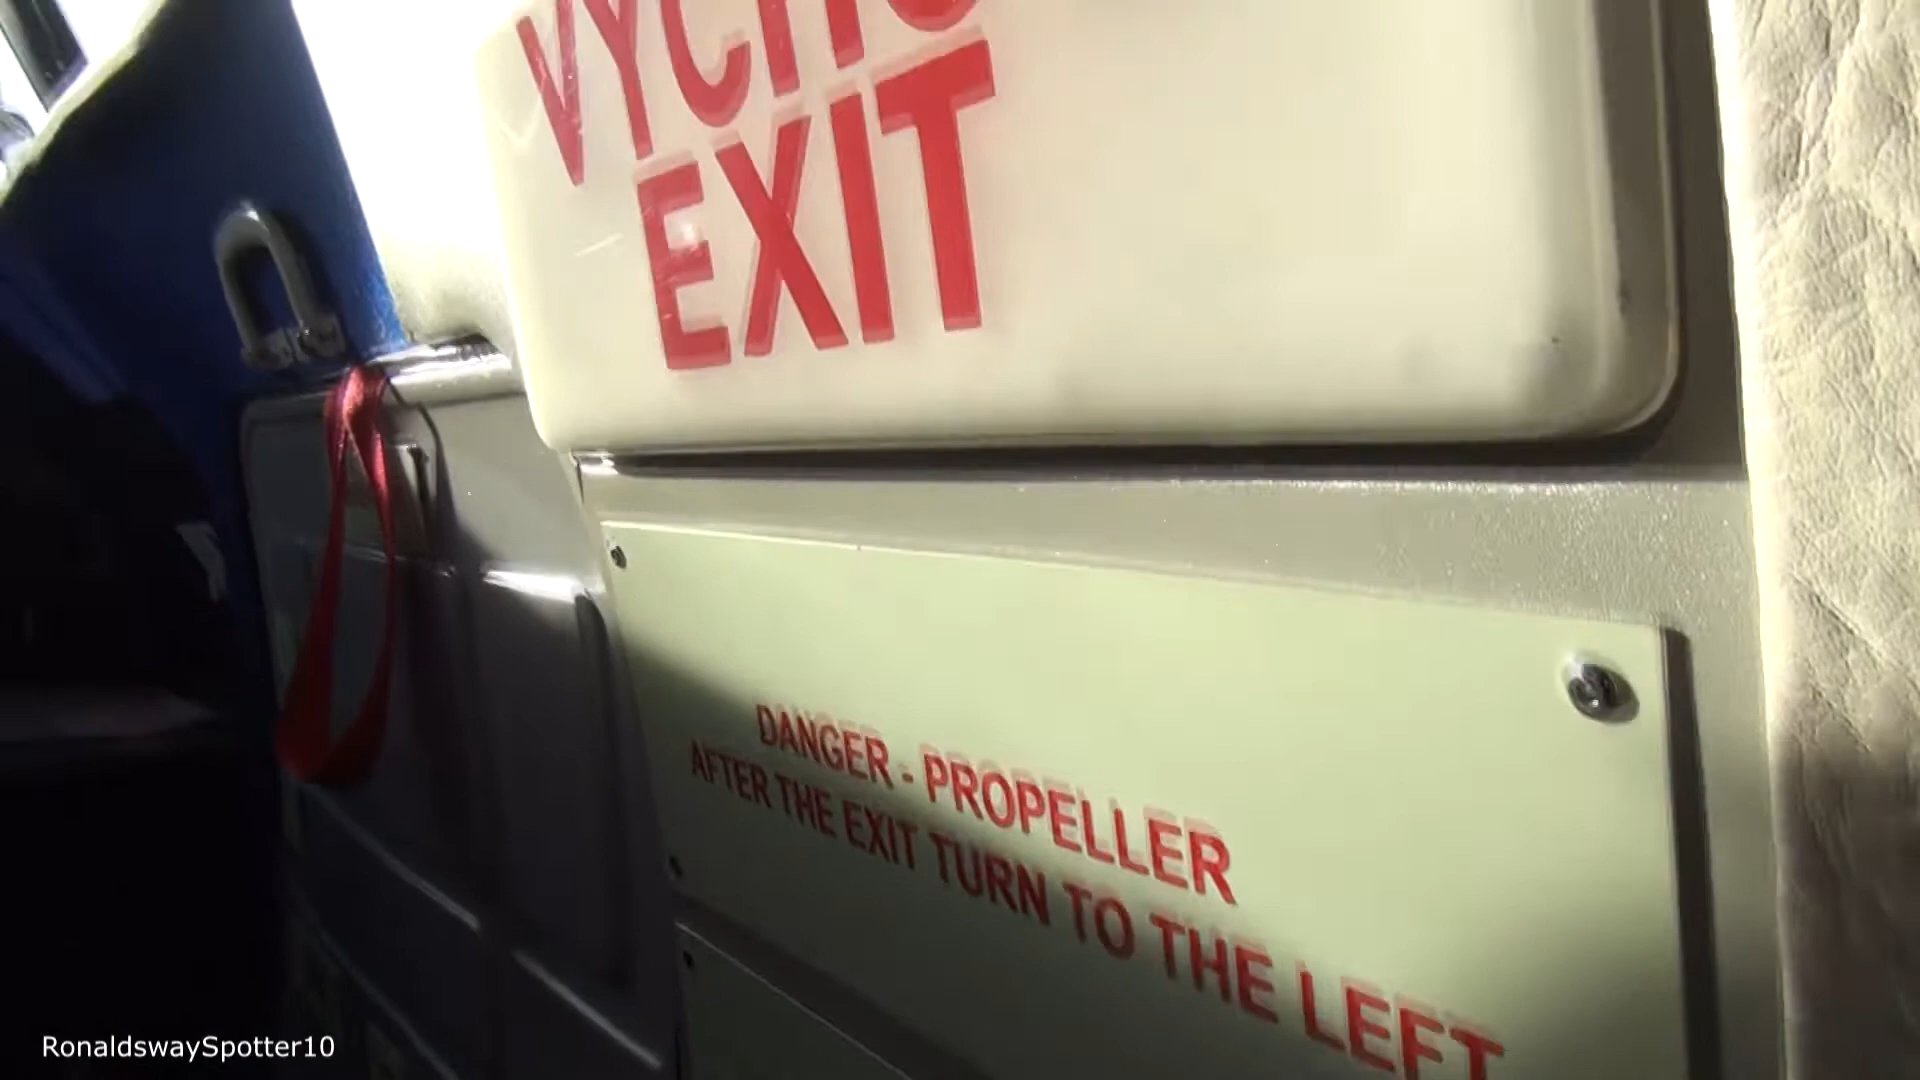 EXIT
DANGER - PROPELLER
AFTER THE EXIT TURN TO THE LEFT
RonaldswaySpotter10